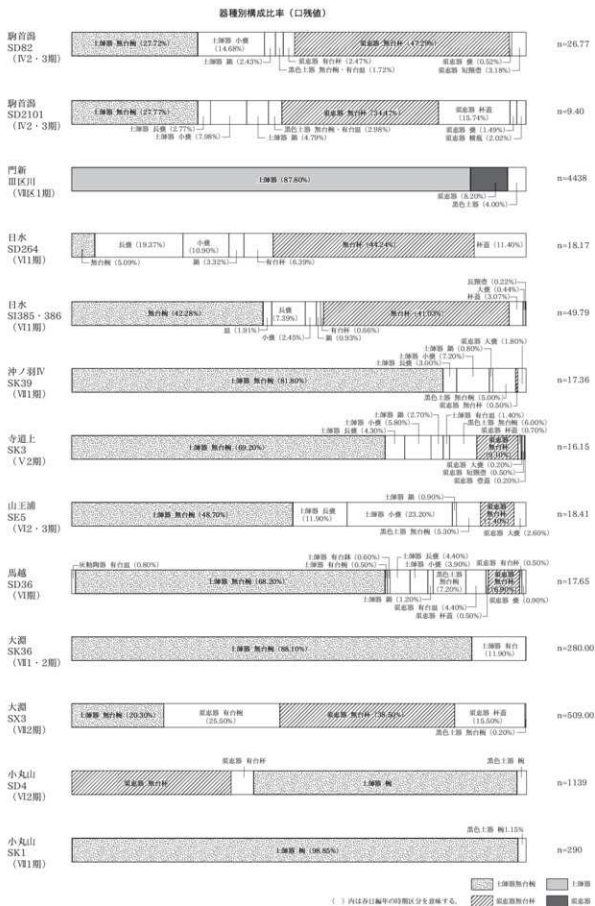 器種別構成比率（口残値）
駒首潟
SD82
（Ⅳ2・3期）
土師器 無台椀（27.72%）
土師器 小甕
（14.68%）
土師器 鍋（2.43%）
須恵器 有台杯（2.47%）
黒色土器 無台椀・有台皿（1.72%）
須恵器 無台杯（47.29%）
須恵器 甕（0.52%）
須恵器 短頸壺（3.18%）
n=26.77
駒首潟
SD2101
（Ⅳ2・3期）
土師器 無台椀（27.77%）
土師器 長甕（2.77%）
土師器 小甕（7.98%）
土師器 鍋（4.79%）
黒色土器 無台椀・有台皿（2.98%）
須恵器 無台杯（34.47%）
須恵器 杯蓋
（15.74%）
須恵器 甕（1.49%）
須恵器 横瓶（2.02%）
n=9.40
門新
Ⅲ区川
土師器（87.80%）
須恵器（8.20%）
黒色土器（4.00%）
n=4438
日水
SD264
（Ⅵ1期）
無台椀（5.09%）
長甕（19.27%）
小甕
（10.90%）
鍋（3.32%）
有台杯（6.39%）
無台杯（44.24%）
杯蓋（11.40%）
n=18.17
日水
SI385・386
（Ⅵ1期）
無台椀（42.28%）
皿（1.91%）
長甕
（7.39%）
小甕（2.45%）
有台杯（0.66%）
鍋（0.93%）
無台杯（41.03%）
長頸壺（0.22%）
大甕（0.44%）
杯蓋（3.07%）
n=49.79
沖ノ羽Ⅳ
SK39
（Ⅶ1期）
土師器 無台椀（81.80%）
土師器 長甕（3.00%）
土師器 小甕（7.20%）
土師器 鍋（0.80%）
須恵器 大甕（1.80%）
黒色土器 無台椀（5.00%）
須恵器 無台杯（0.50%）
n=17.36
寺道上
SK3
（Ⅴ2期）
土師器 無台椀（69.20%）
土師器 長甕（4.30%）
土師器 小甕（5.80%）
土師器 鍋（2.70%）
土師器 有台皿（1.40%）
黒色土器 無台椀（6.00%）
須恵器 杯蓋（0.70%）
須恵器
無台杯
（9.10%）
須恵器 大甕（0.20%）
須恵器 短頸壺（0.50%）
須恵器 壺蓋（0.20%）
n=16.15
山王浦
SE5
（Ⅵ2・3期）
土師器 無台椀（48.70%）
土師器 長甕
（11.90%）
土師器 小甕（23.20%）
土師器 鍋（0.90%）
黒色土器 無台椀（5.30%）
須恵器
無台杯
（7.40%）
須恵器 大甕（2.60%）
n=18.41
馬越
SD36
（Ⅵ期）
灰釉陶器 有台皿（0.80%）
土師器 無台椀（68.20%）
土師器 有台鉢（0.60%）
土師器 有台椀（0.50%）
土師器 長甕（4.40%）
土師器 小甕（3.90%）
土師器 鍋（1.20%）
黒色土器
無台椀
（7.20%）
須恵器 有台皿（4.40%）
須恵器 杯蓋（0.50%）
須恵器 有台杯（0.50%）
須恵器
無台杯
（6.90%）
須恵器 甕（0.90%）
n=17.65
大淵
SK36
（Ⅶ1・2期）
土師器 無台椀（88.10%）
土師器 有台
（11.90%）
n=280.00
大淵
SX3
（Ⅶ2期）
土師器 無台椀（20.30%）
須恵器 有台椀
（25.50%）
須恵器 無台杯（38.50%）
須恵器 杯蓋
（15.50%）
黒色土器 無台椀（0.20%）
n=509.00
小丸山
SD4
（Ⅵ2期）
須恵器 無台杯
須恵器 有台杯
土師器 椀
黒色土器 椀
n=1139
小丸山
SK1
（Ⅶ1期）
土師器 椀（98.85%）
黒色土器 椀1.15%
n=290
土師器無台椀
土師器
須恵器無台杯
須恵器
（ ）内は春日編年の時期区分を意味する。